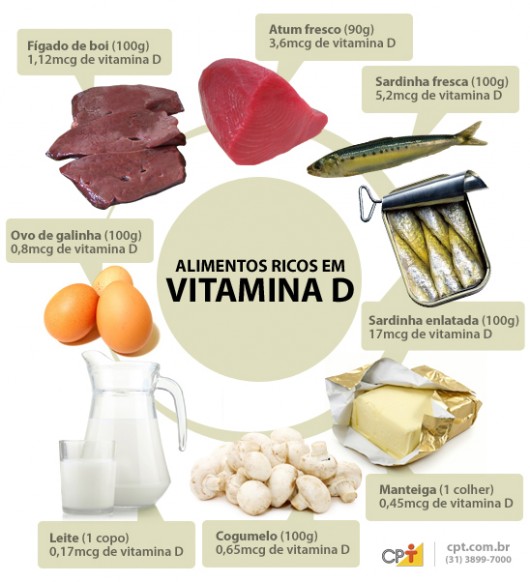 Fígado de boi (100g)
1,12mcg de vitamina D
Atum fresco (90g)
3,6mcg de vitamina D
Sardinha fresca (100g)
5,2mcg de vitamina D
Ovo de galinha (100g)
0,8mcg de vitamina D
ALIMENTOS RICOS EM
VITAMINA D
Sardinha enlatada (100g)
17mcg de vitamina D
Manteiga (1 colher)
0,45mcg de vitamina D
Leite (1 copo)
0,17mcg de vitamina D
Cogumelo (100g)
0,65mcg de vitamina D
CPT
cpt.com.br
(31) 3899-7000